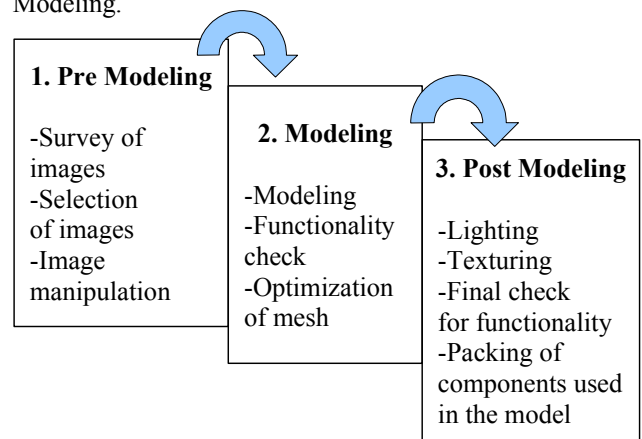 Modeling.
1. Pre Modeling
-Survey of
images
-Selection
of images
-Image
manipulation
2. Modeling
-Modeling
-Functionality
check
-Optimization
of mesh
3. Post Modeling
-Lighting
-Texturing
-Final check
for functionality
-Packing of
components used
in the model